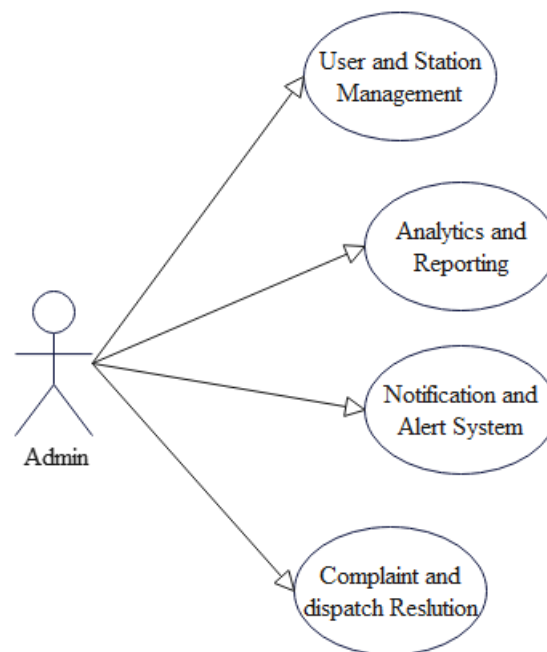 User and Station
Management
Analytics and
Reporting
Notification and
Alert System
Admin
Complaint and
dispatch Reslution